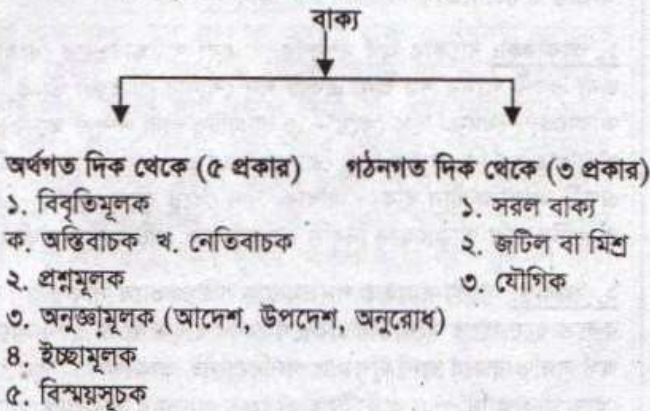 বাক্য
অর্থগত দিক থেকে (৫ প্রকার) গঠনগত দিক থেকে (৩ প্রকার)
১. বিবৃতিমূলক ১. সরল বাক্য
ক. অস্তিবাচক খ. নেতিবাচক ২. জটিল বা মিশ্র
২. প্রশ্নমূলক ৩. যৌগিক
৩. অনুজ্ঞামূলক (আদেশ, উপদেশ, অনুরোধ)
৪. ইচ্ছামূলক
৫. বিস্ময়সূচক